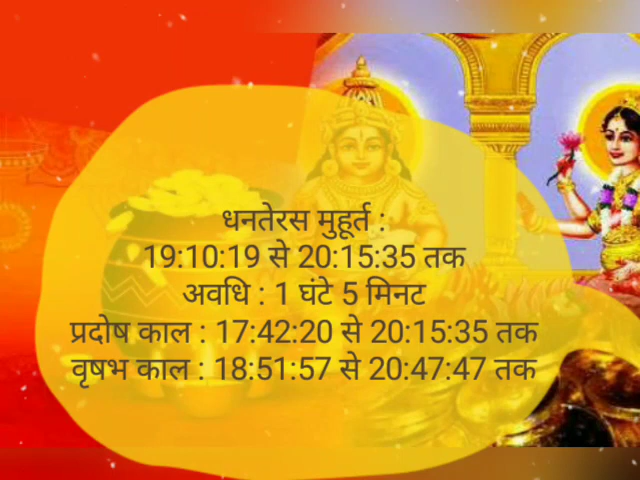 धनतेरस मुहूर्त :
19:10:19 से 20:15:35 तक
अवधि : 1 घंटे 5 मिनट
प्रदोष काल : 17:42:20 से 20:15:35 तक
वृषभ काल : 18:51:57 से 20:47:47 तक